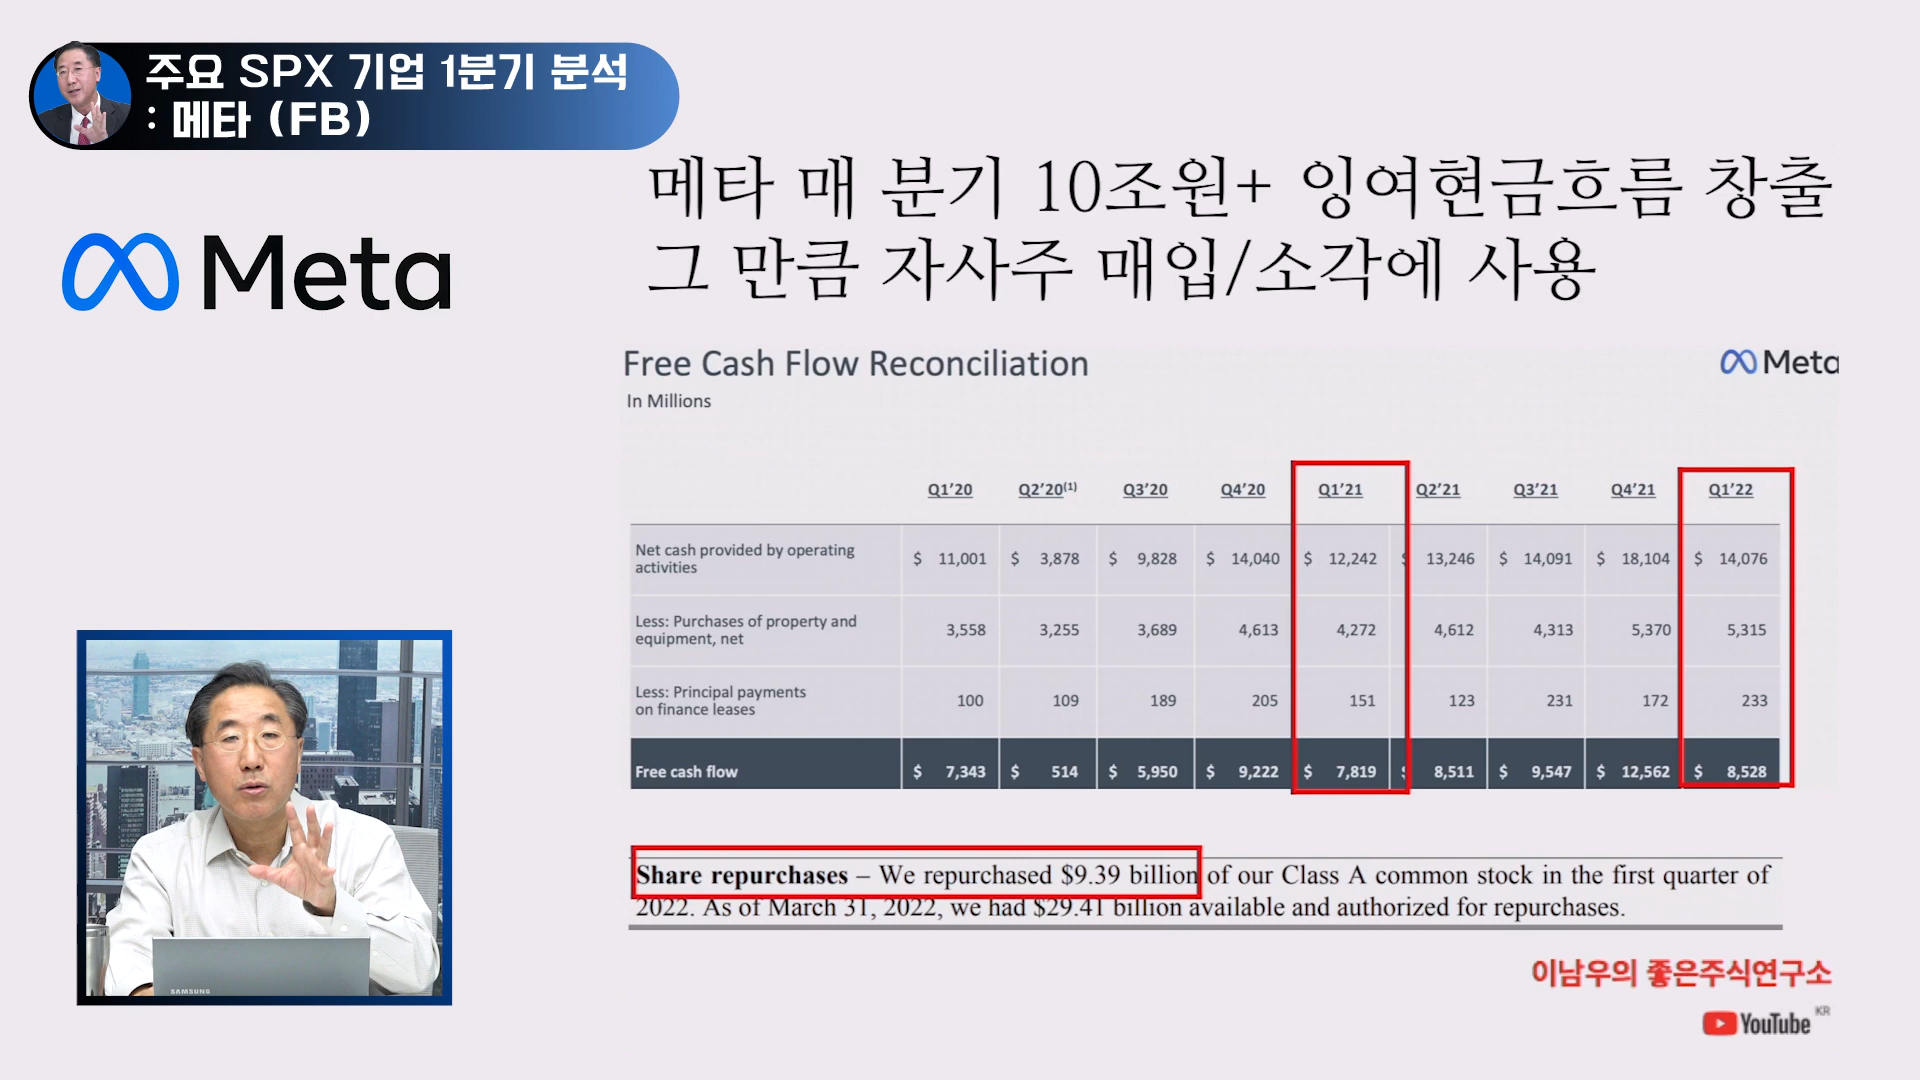 주요 SPX 기업 1분기 분석
: 메타 (FB)
Meta
메타 매 분기 10조원+ 잉여현금흐름 창출
그 만큼 자사주 매입/소각에 사용
Free Cash Flow Reconciliation
Meta
In Millions
Q1'20 Q2'20(1) Q3'20 Q4'20 Q1'21 Q2'21 Q3'21 Q4'21 Q1'22
Net cash provided by operating
activities $ 11,001 $ 3,878 $ 9,828 $ 14,040 $ 12,242 $ 13,246 $ 14,091 $ 18,104 $ 14,076
Less: Purchases of property and
equipment, net 3,558 3,255 3,689 4,613 4,272 4,612 4,313 5,370 5,315
Less: Principal payments
on finance leases 100 109 189 205 151 123 231 172 233
Free cash flow $ 7,343 $ 514 $ 5,950 $ 9,222 $ 7,819 $ 8,511 $ 9,547 $ 12,562 $ 8,528
Share repurchases – We repurchased $9.39 billion of our Class A common stock in the first quarter of
2022. As of March 31, 2022, we had $29.41 billion available and authorized for repurchases.
SAMSUNG
이남우의 좋은주식연구소
YouTube KR